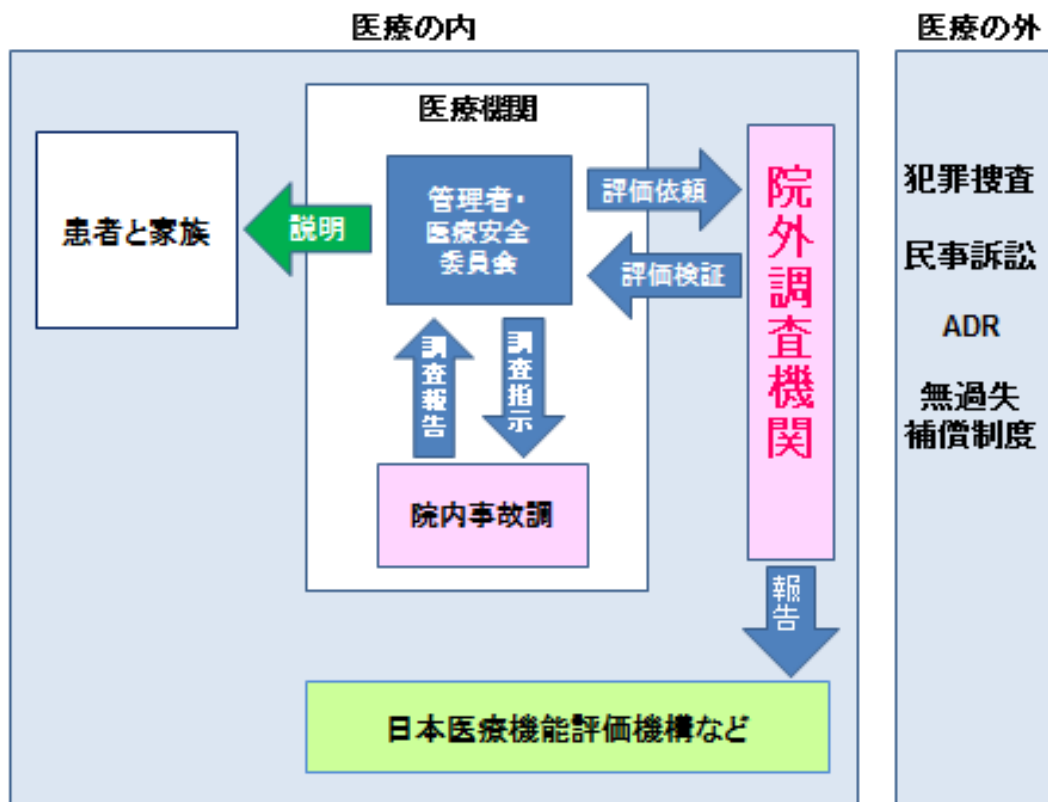 医療の内
医療の外
医療機関
患者と家族
説明
管理者・
医療安全
委員会
評価依頼
評価検証
院外調査機関
調査報告
調査指示
院内事故調
報告
日本医療機能評価機構など
犯罪捜査
民事訴訟
ADR
無過失
補償制度